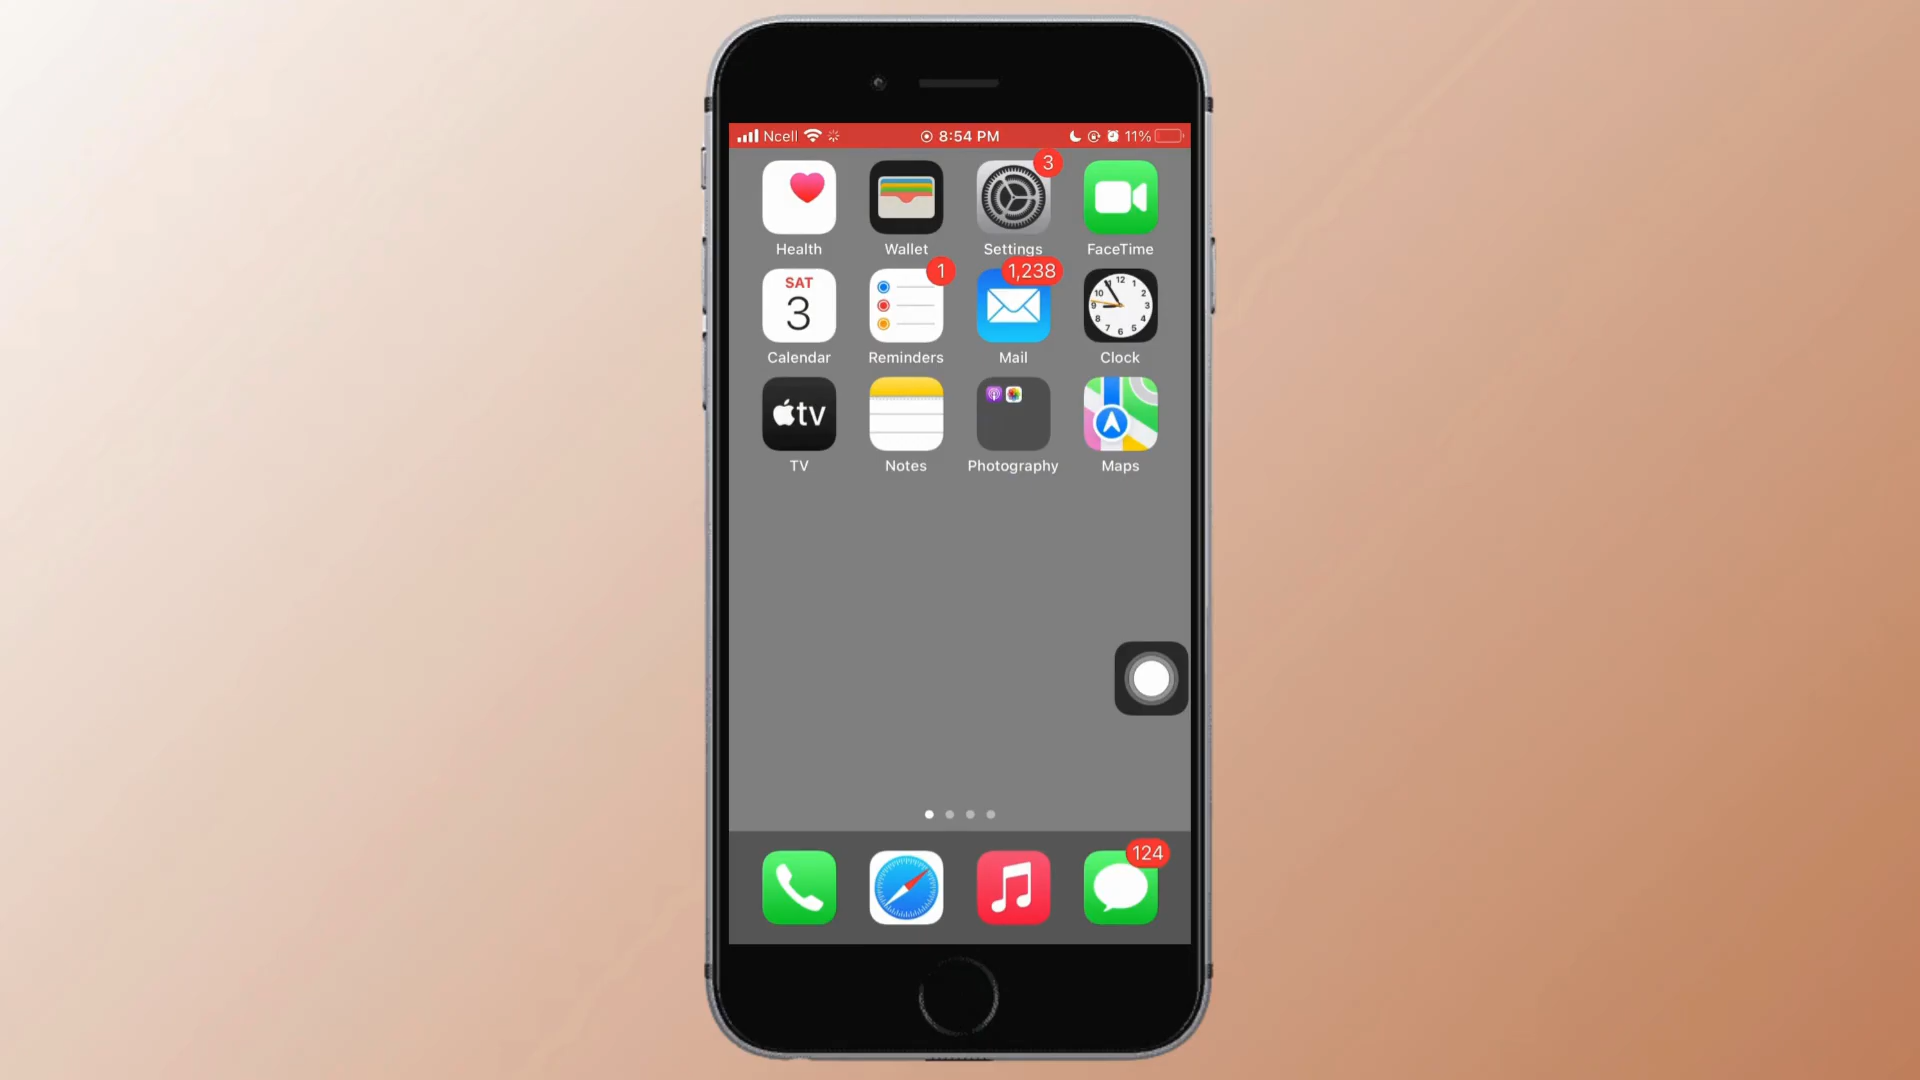 Ncell 8:54 PM 11%
3
Health Wallet Settings FaceTime
SAT 1 1,238
3
Calendar Reminders Mail Clock
tv
TV Notes Photography Maps
124